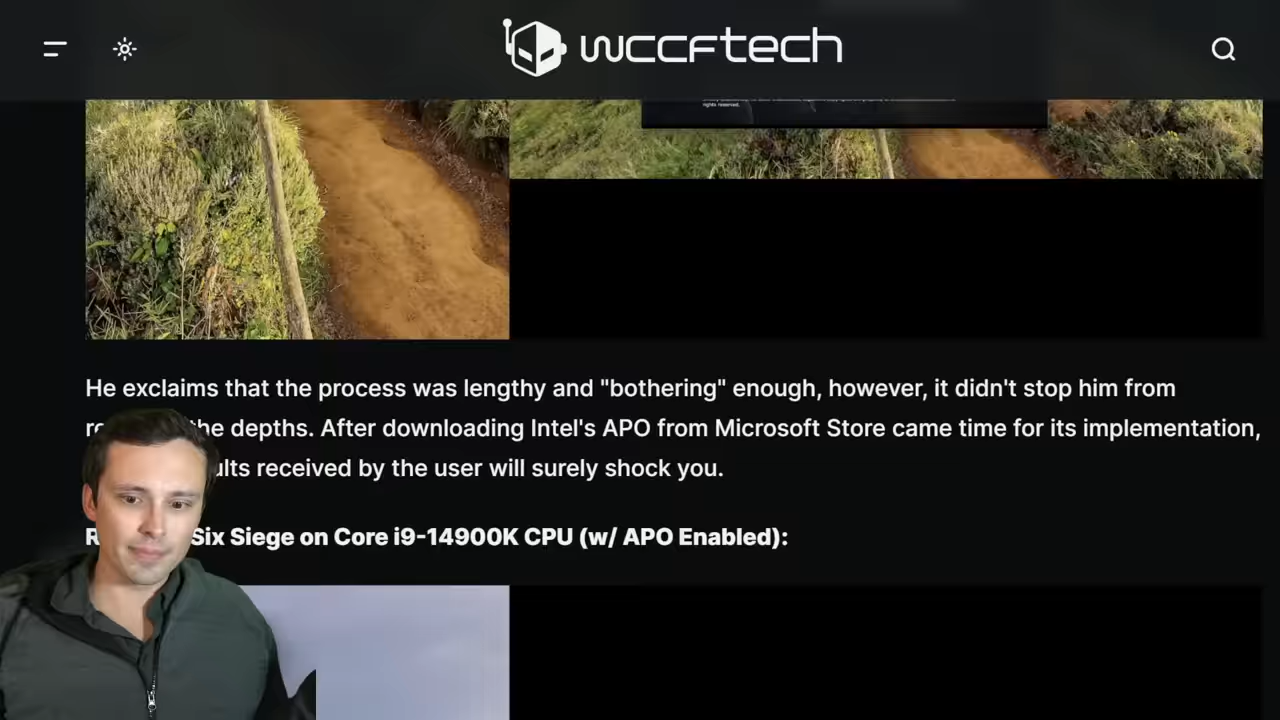 wccftech
rights reserved.
He exclaims that the process was lengthy and "bothering" enough, however, it didn't stop him from
the depths. After downloading Intel's APO from Microsoft Store came time for its implementation,
received by the user will surely shock you.
Six Siege on Core i9-14900K CPU (w/ APO Enabled):